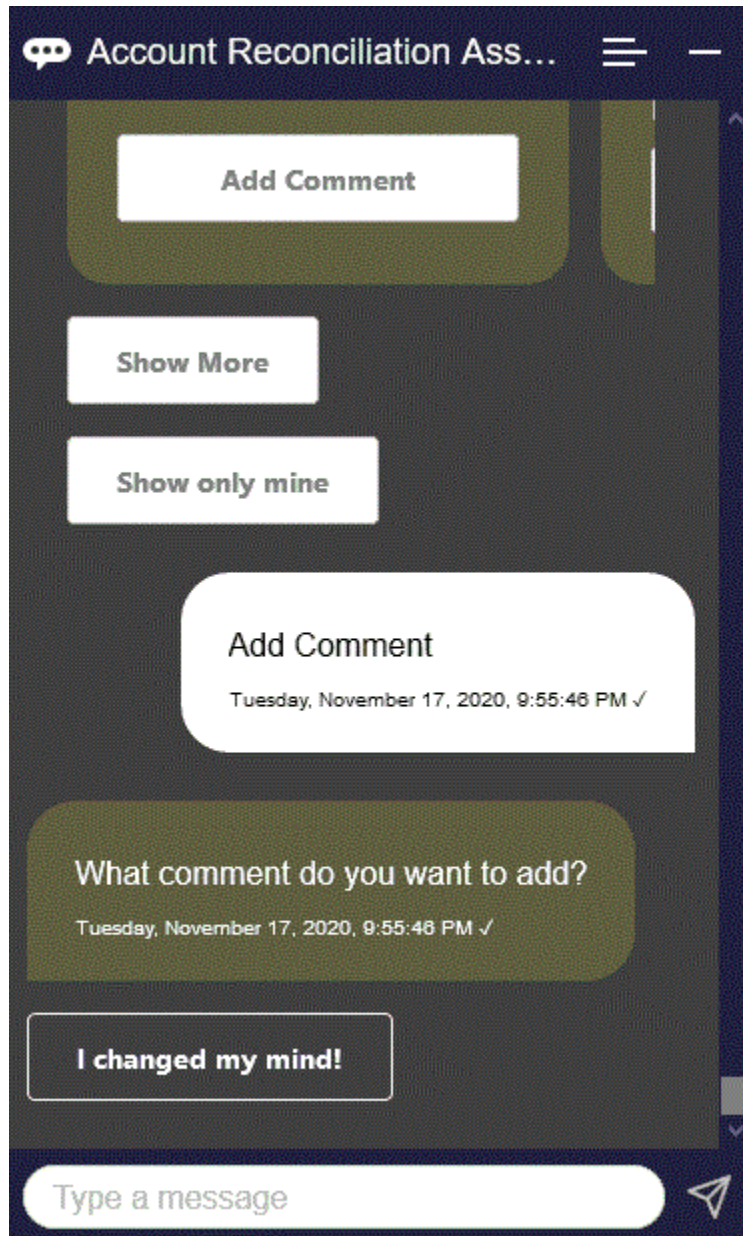 Account Reconciliation Ass...
Add Comment
Show More
Show only mine
Add Comment
Tuesday, November 17, 2020, 9:55:46 PM ✓
What comment do you want to add?
Tuesday, November 17, 2020, 9:55:46 PM ✓
I changed my mind!
Type a message